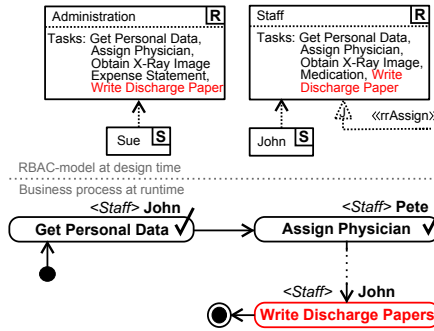 Administration R
Tasks: Get Personal Data,
Assign Physician,
Obtain X-Ray Image
Expense Statement,
Write Discharge Paper
Staff R
Tasks: Get Personal Data,
Assign Physician,
Obtain X-Ray Image,
Medication, Write
Discharge Paper
«rrAssign»
Sue S
John S
RBAC-model at design time
Business process at runtime
<Staff> John
Get Personal Data
<Staff> Pete
Assign Physician
<Staff> John
Write Discharge Papers